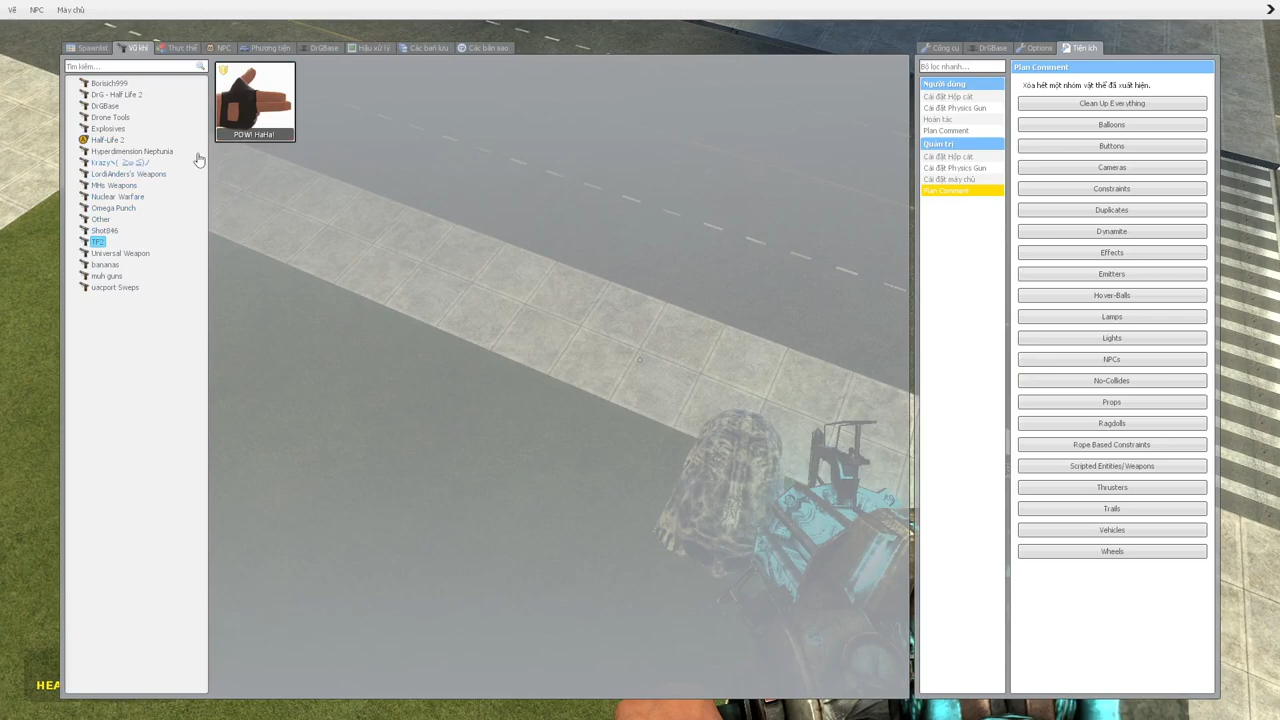 Vẽ
NPC
Máy chủ
Spawnlist
Vũ khí
Thực thể
NPC
Phương tiện
DrGBase
Hậu xử lý
Các bản lưu
Các bản sao
Công cụ
DrGBase
Options
Tiện ích
Tìm kiếm...
Borisich999
DrG - Half Life 2
DrGBase
Drone Tools
Explosives
Half-Life 2
Hyperdimension Neptunia
LordiAnders's Weapons
MHs Weapons
Nuclear Warfare
Omega Punch
Other
Shot846
TF2
Universal Weapon
bananas
muh guns
uacport Sweps
POW! HaHa!
HEA
Bộ lọc nhanh...
Người dùng
Cài đặt Hộp cát
Cài đặt Physics Gun
Hoàn tác
Plan Comment
Quản trị
Cài đặt Hộp cát
Cài đặt Physics Gun
Cài đặt máy chủ
Plan Comment
Plan Comment
Xóa hết một nhóm vật thể đã xuất hiện.
Clean Up Everything
Balloons
Buttons
Cameras
Constraints
Duplicates
Dynamite
Effects
Emitters
Hover-Balls
Lamps
Lights
NPCs
No-Collides
Props
Ragdolls
Rope Based Constraints
Scripted Entities/Weapons
Thrusters
Trails
Vehicles
Wheels